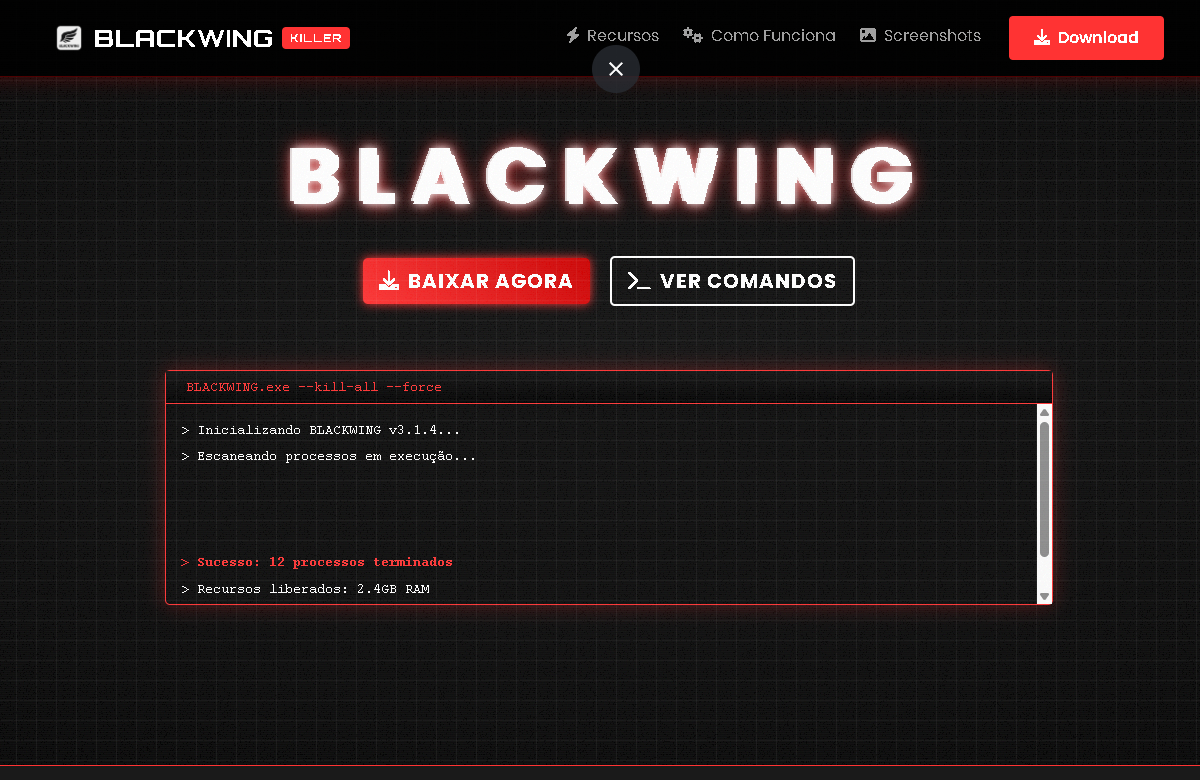 BLACKWING KILLER
Recursos Como Funciona Screenshots Download
BLACKWING
BAIXAR AGORA VER COMANDOS
BLACKWING.exe --kill-all --force
> Inicializando BLACKWING v3.1.4...
> Escaneando processos em execução...
> Sucesso: 12 processos terminados
> Recursos liberados: 2.4GB RAM